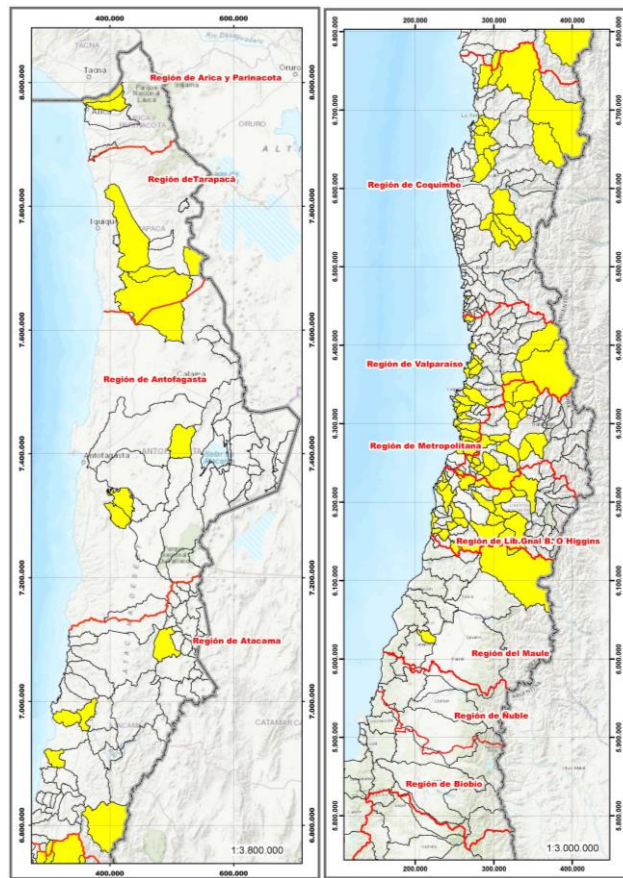 400.000
600.000
TACNA
Tacna
Oruro
Región de Arica y Parinacota
8.000.000
ORURO
Región deTarapacá
7.800.000
Iquique
7.600.000
Región de Antofagasta
Calama
Antofagasta
7.400.000
7.200.000
Región de Atacama
7.000.000
CATAMARCA
6.800.000
1:3.800.000
400.000
600.000
200.000
300.000
400.000
6.800.000
6.700.000
Región de Coquimbo
6.600.000
6.500.000
6.400.000
Región de Valparaíso
6.300.000
Región de Metropolitana
6.200.000
Región de Lib.Gnal B. O Higgins
6.100.000
Región del Maule
6.000.000
Región de Ñuble
5.900.000
Región de Biobío
5.800.000
1:3.000.000
200.000
300.000
400.000